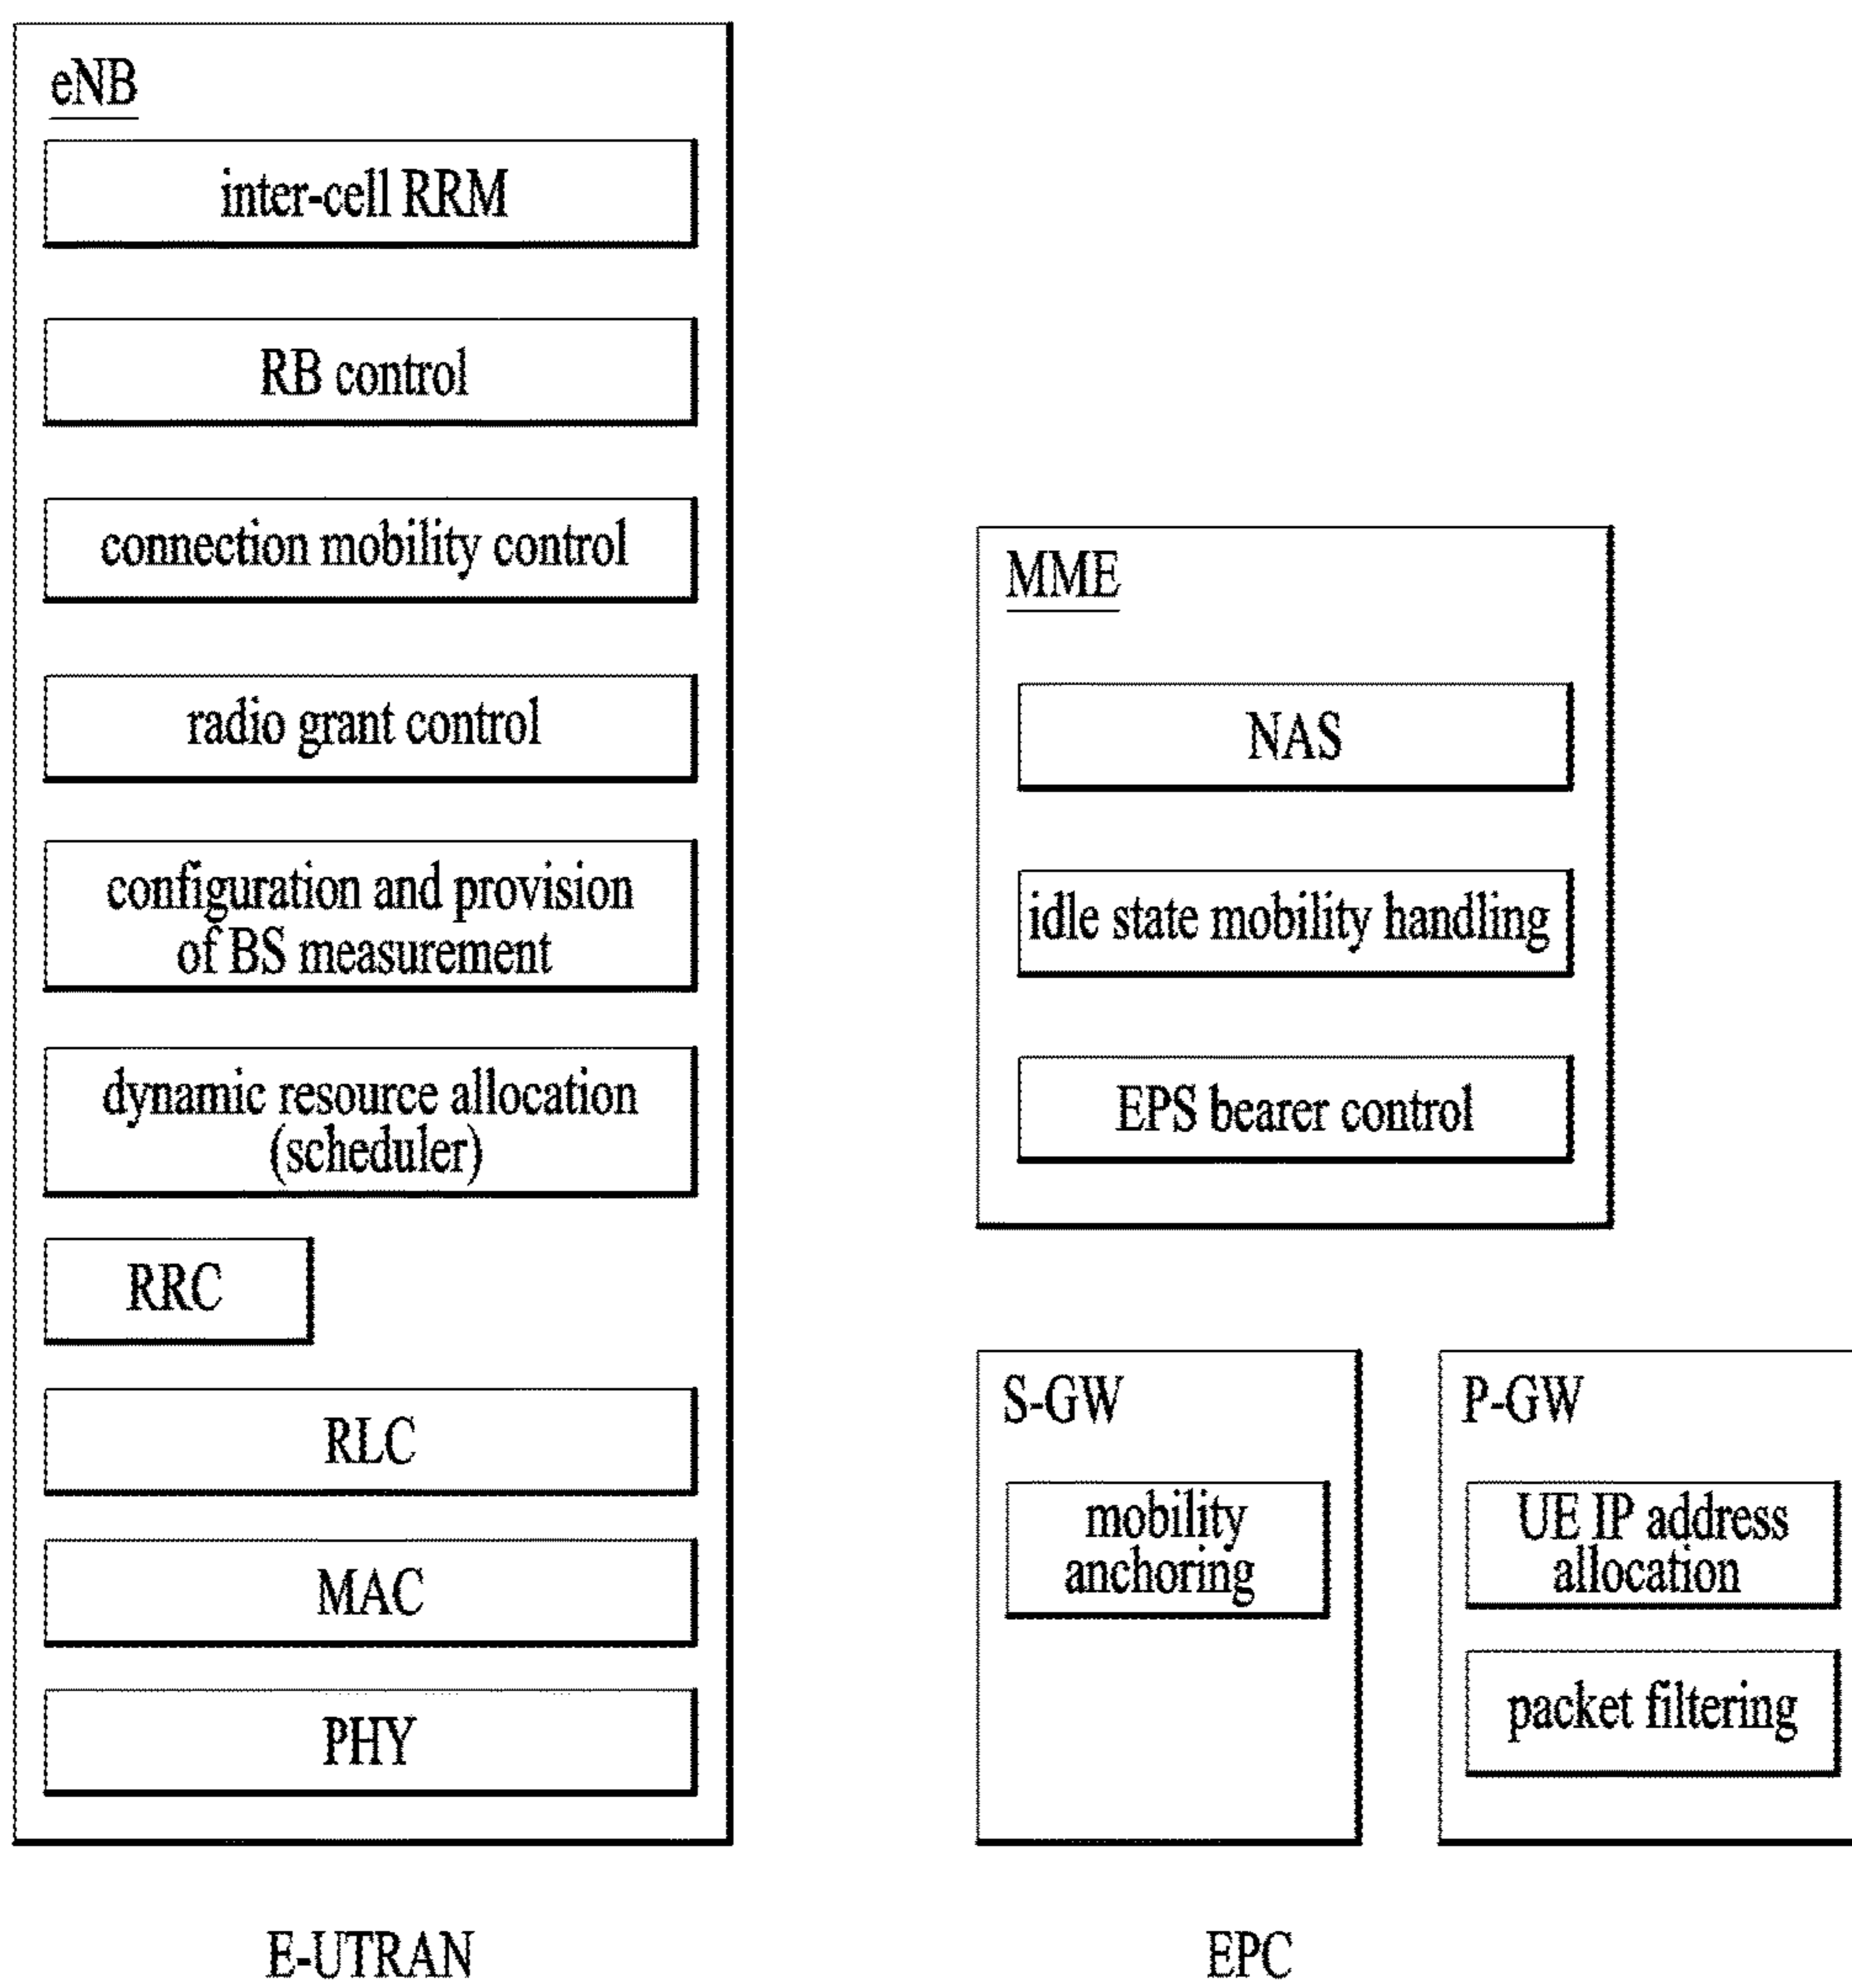 eNB
inter-cell RRM
RB control
connection mobility control
radio grant control
configuration and provision
of BS measurement
dynamic resource allocation
(scheduler)
RRC
RLC
MAC
PHY
E-UTRAN
MME
NAS
idle state mobility handling
EPS bearer control
S-GW
mobility
anchoring
P-GW
UE IP address
allocation
packet filtering
EPC